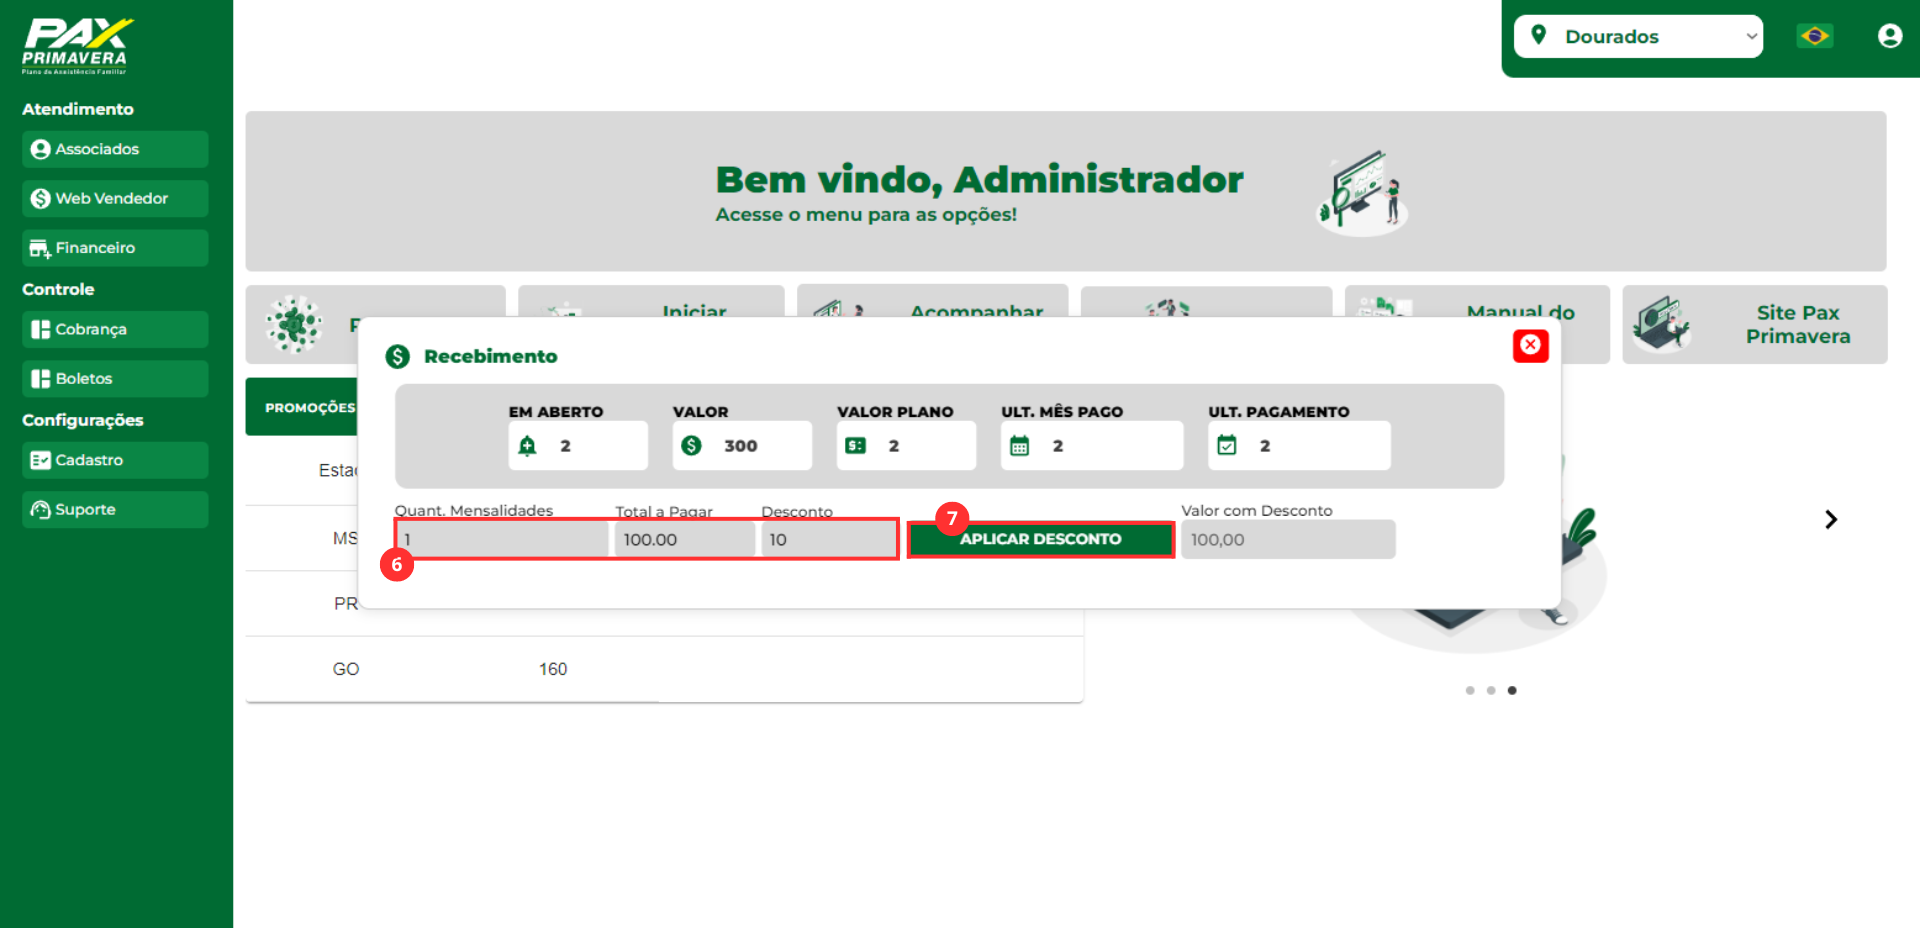 PAX
PRIMAVERA
Plano de Assistência Familiar
Atendimento
Associados
Web Vendedor
Financeiro
Controle
Cobrança
Boletos
Configurações
Cadastro
Suporte
Dourados
Bem vindo, Administrador
Acesse o menu para as opções!
Iniciar
Acompanhar
Manual do
Site Pax
Primavera
Recebimento
EM ABERTO
VALOR
VALOR PLANO
ULT. MÊS PAGO
ULT. PAGAMENTO
2
300
2
2
2
Quant. Mensalidades
Total a Pagar
Desconto
Valor com Desconto
1
100.00
10
APLICAR DESCONTO
100,00
6
7
PROMOÇÕES
MS
PR
GO
160